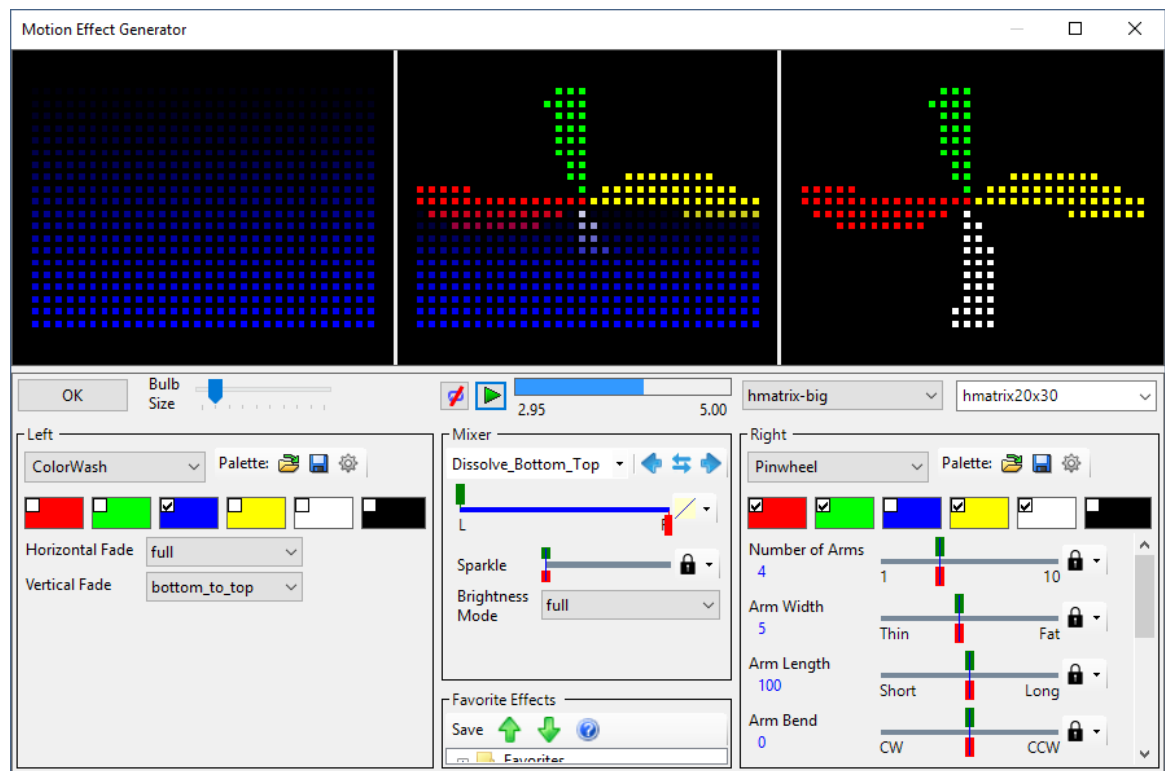 Motion Effect Generator
OK
Bulb
Size
2.95
5.00
hmatrix-big
hmatrix20x30
Left
ColorWash
Palette:
Horizontal Fade
full
Vertical Fade
bottom_to_top
Mixer
Dissolve_Bottom_Top
L
Sparkle
Brightness
Mode
full
Favorite Effects
Save
Favorites
Right
Pinwheel
Palette:
Number of Arms
4
1
10
Arm Width
5
Thin
Fat
Arm Length
100
Short
Long
Arm Bend
0
CW
CCW